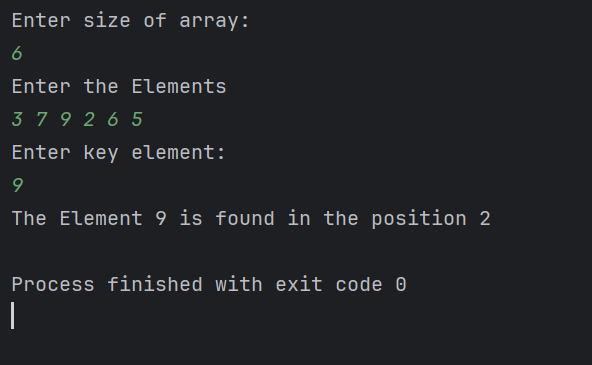 Enter size of array:
6
Enter the Elements
3 7 9 2 6 5
Enter key element:
9
The Element 9 is found in the position 2
Process finished with exit code 0